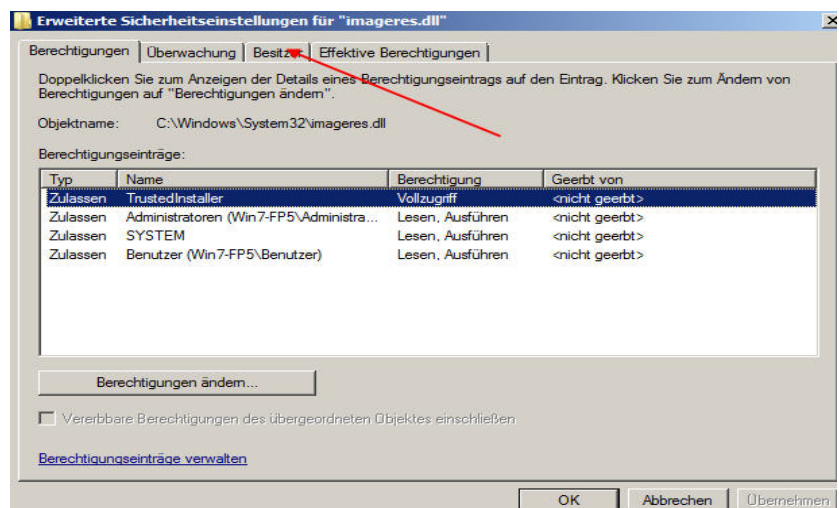 Erweiterte Sicherheitseinstellungen für "imageres.dll"
Berechtigungen Überwachung Besitzer Effektive Berechtigungen
Doppelklicken Sie zum Anzeigen der Details eines Berechtigungseintrags auf den Eintrag. Klicken Sie zum Ändern von
Berechtigungen auf "Berechtigungen ändern".
Objektname: C:\Windows\System32\imageres.dll
Berechtigungseinträge:
Typ Name Berechtigung Geerbt von
Zulassen TrustedInstaller Vollzugriff <nicht geerbt>
Zulassen Administratoren (Win7-FP5\Administra... Lesen, Ausführen <nicht geerbt>
Zulassen SYSTEM Lesen, Ausführen <nicht geerbt>
Zulassen Benutzer (Win7-FP5\Benutzer) Lesen, Ausführen <nicht geerbt>
Berechtigungen ändern...
Vererbbare Berechtigungen des übergeordneten Objektes einschließen
Berechtigungseinträge verwalten
OK Abbrechen Übernehmen